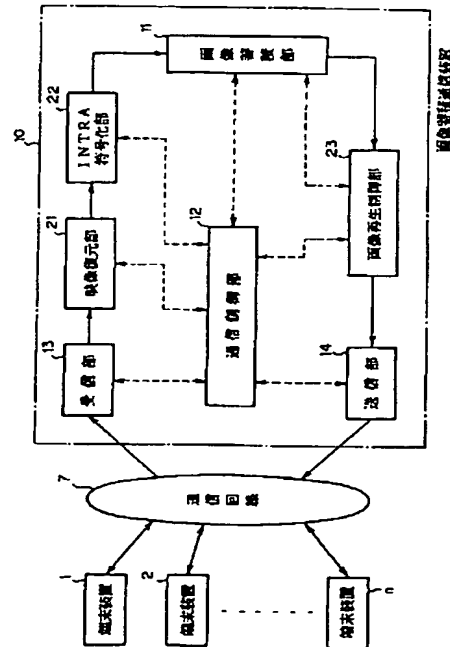 端末装置
1
端末装置
2
端末装置
n
通信回線
7
10
受信部
13
映像復元部
21
INTRA
符号化部
22
画像蓄積部
11
通信制御部
12
画像再生制御部
23
送信部
14
画像蓄積通信装置